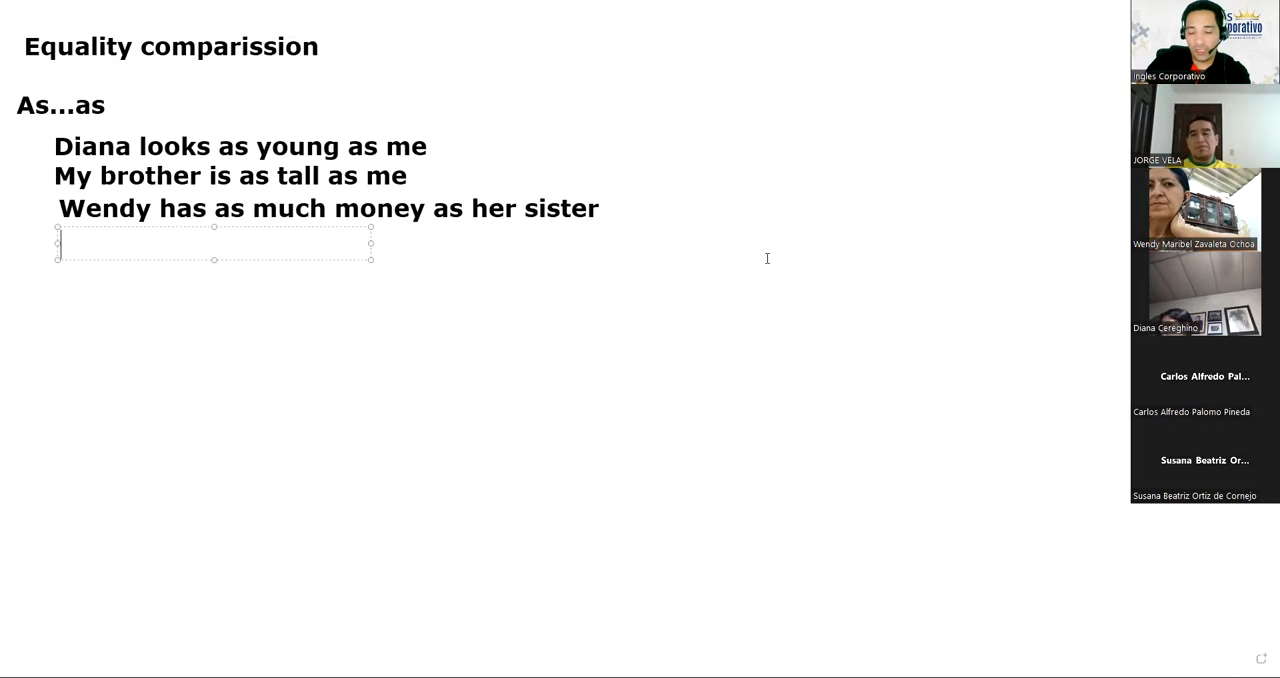 Equality comparission
As...as
Diana looks as young as me
My brother is as tall as me
Wendy has as much money as her sister
Ingles Corporativo
JORGE VELA
Wendy Maribel Zavaleta Ochoa
Diana Cereghino
Carlos Alfredo Pal...
Carlos Alfredo Palomo Pineda
Susana Beatriz Or...
Susana Beatriz Ortiz de Cornejo